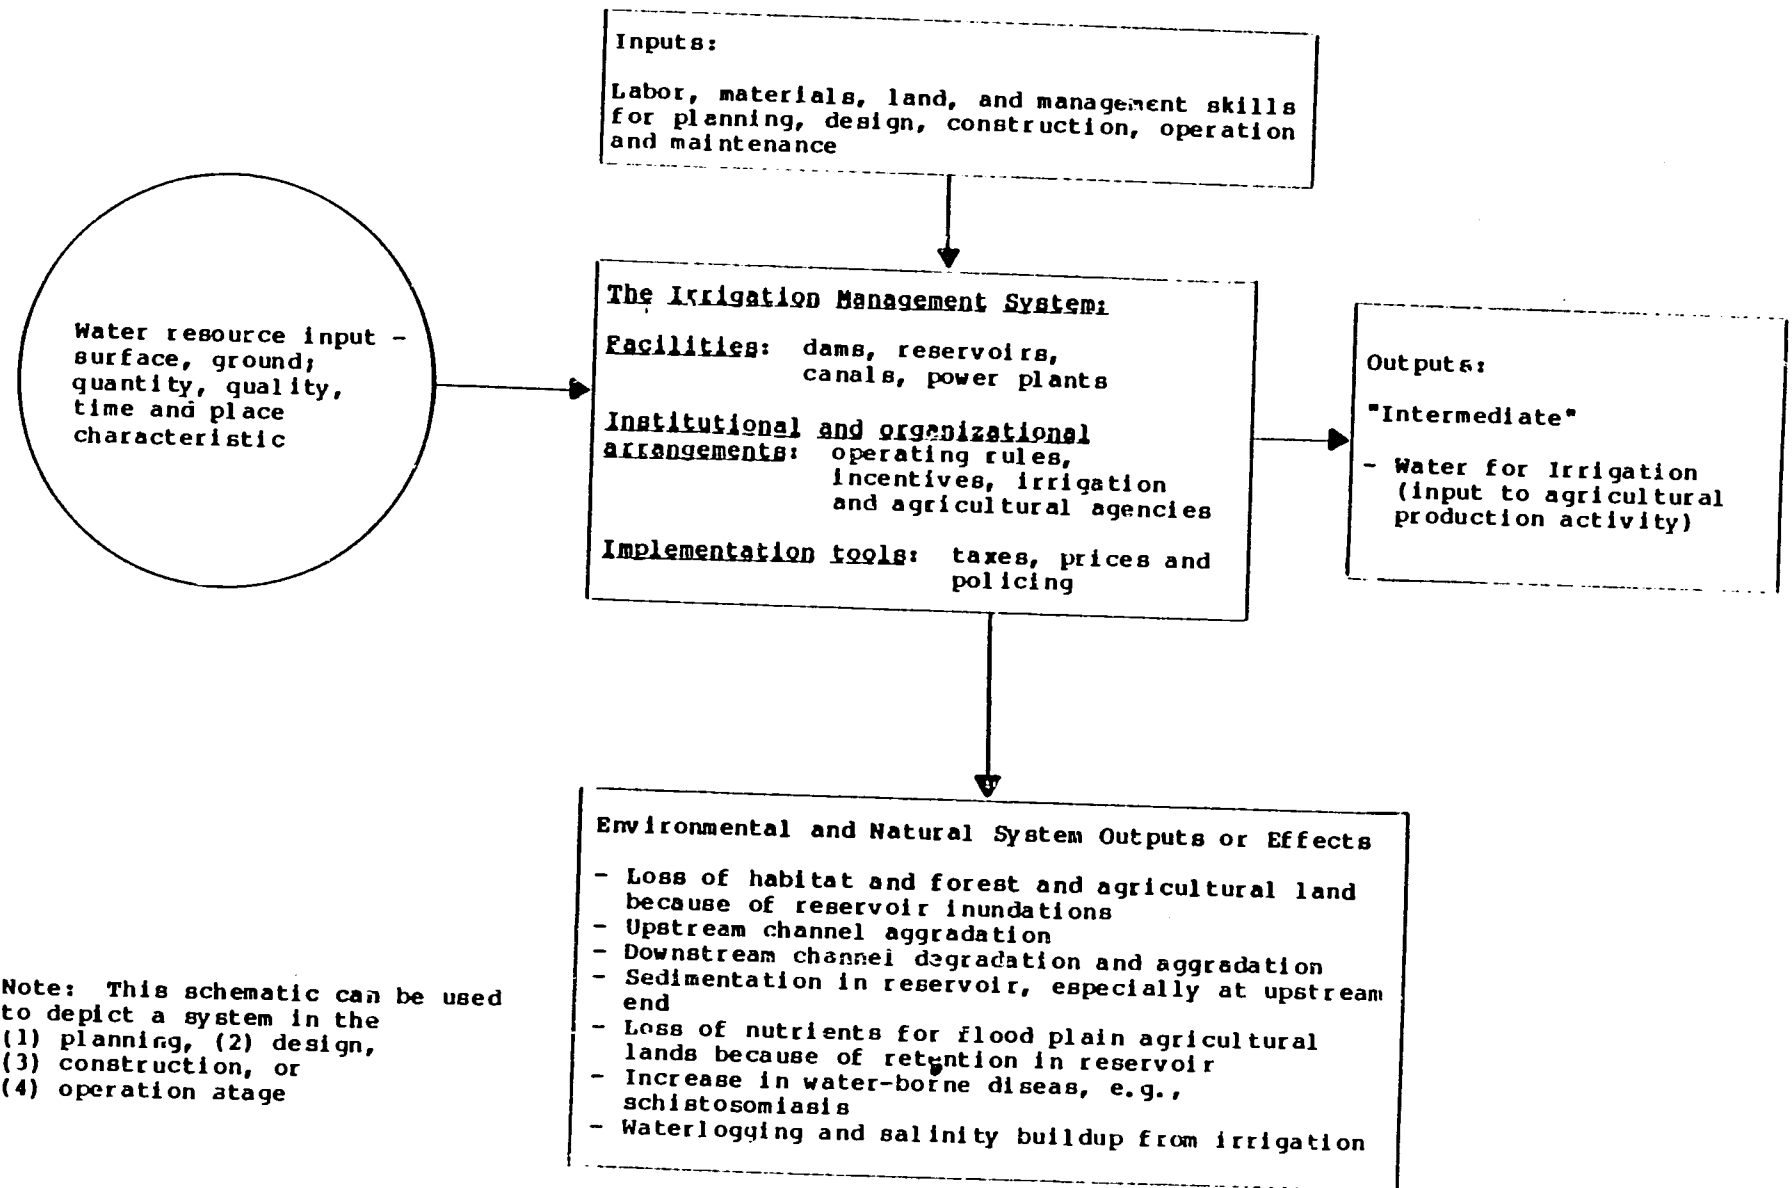 Inputs:
Labor, materials, land, and management skills
for planning, design, construction, operation
and maintenance
Water resource input -
surface, ground;
quantity, quality,
time and place
characteristic
The Irrigation Management System:
Facilities: dams, reservoirs,
canals, power plants
Institutional and organizational
arrangements: operating rules,
incentives, irrigation
and agricultural agencies
Implementation tools: taxes, prices and
policing
Outputs:
"Intermediate"
- Water for Irrigation
(input to agricultural
production activity)
Environmental and Natural System Outputs or Effects
- Loss of habitat and forest and agricultural land
because of reservoir inundations
- Upstream channel aggradation
- Downstream channel degradation and aggradation
- Sedimentation in reservoir, especially at upstream
end
- Loss of nutrients for flood plain agricultural
lands because of retention in reservoir
- Increase in water-borne diseas, e.g.,
schistosomiasis
- Waterlogging and salinity buildup from irrigation
Note: This schematic can be used
to depict a system in the
(1) planning, (2) design,
(3) construction, or
(4) operation atage